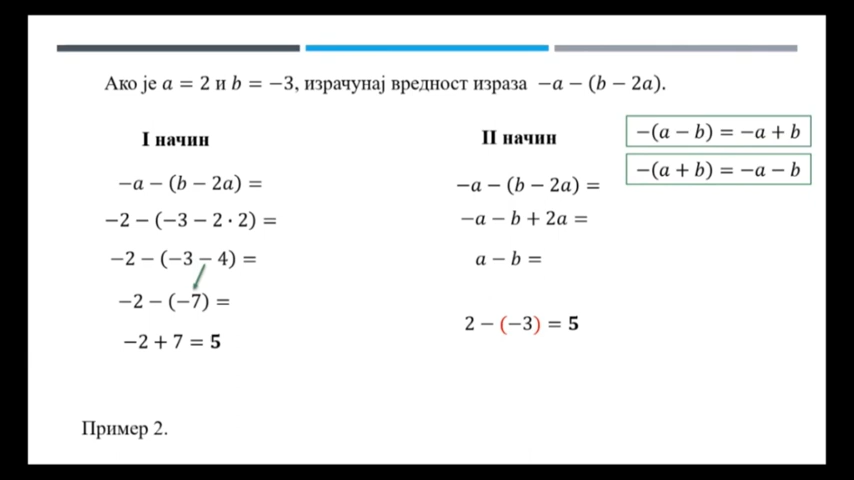 Ако је a = 2 и b = −3, израчунај вредност израза −a − (b − 2a).
I начин
−a − (b − 2a) =
−2 − (−3 − 2 · 2) =
−2 − (−3 − 4) =
−2 − (−7) =
−2 + 7 = 5
II начин
−a − (b − 2a) =
−a − b + 2a =
a − b =
2 − (−3) = 5
−(a − b) = −a + b
−(a + b) = −a − b
Пример 2.